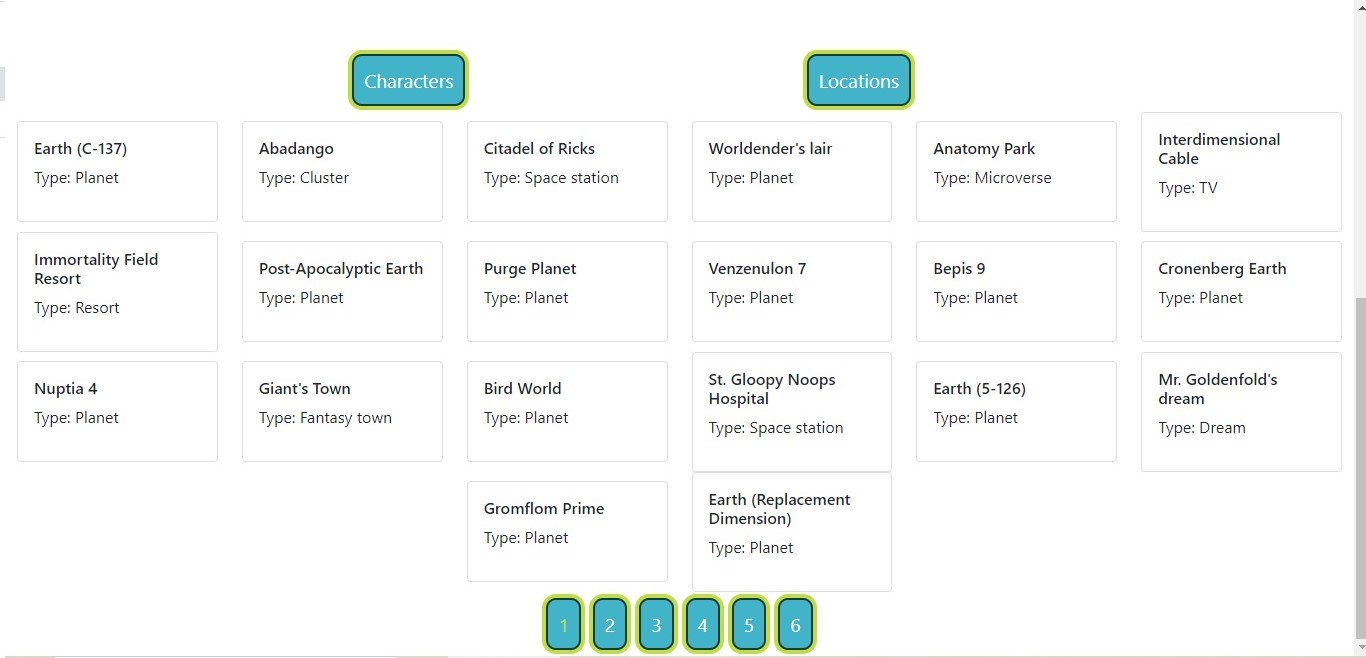 Characters
Locations
Earth (C-137)
Type: Planet
Abadango
Type: Cluster
Citadel of Ricks
Type: Space station
Worldender's lair
Type: Planet
Anatomy Park
Type: Microverse
Interdimensional
Cable
Type: TV
Immortality Field
Resort
Type: Resort
Post-Apocalyptic Earth
Type: Planet
Purge Planet
Type: Planet
Venzenulon 7
Type: Planet
Bepis 9
Type: Planet
Cronenberg Earth
Type: Planet
Nuptia 4
Type: Planet
Giant's Town
Type: Fantasy town
Bird World
Type: Planet
St. Gloopy Noops
Hospital
Type: Space station
Earth (5-126)
Type: Planet
Mr. Goldenfold's
dream
Type: Dream
Gromflom Prime
Type: Planet
Earth (Replacement
Dimension)
Type: Planet
1 2 3 4 5 6